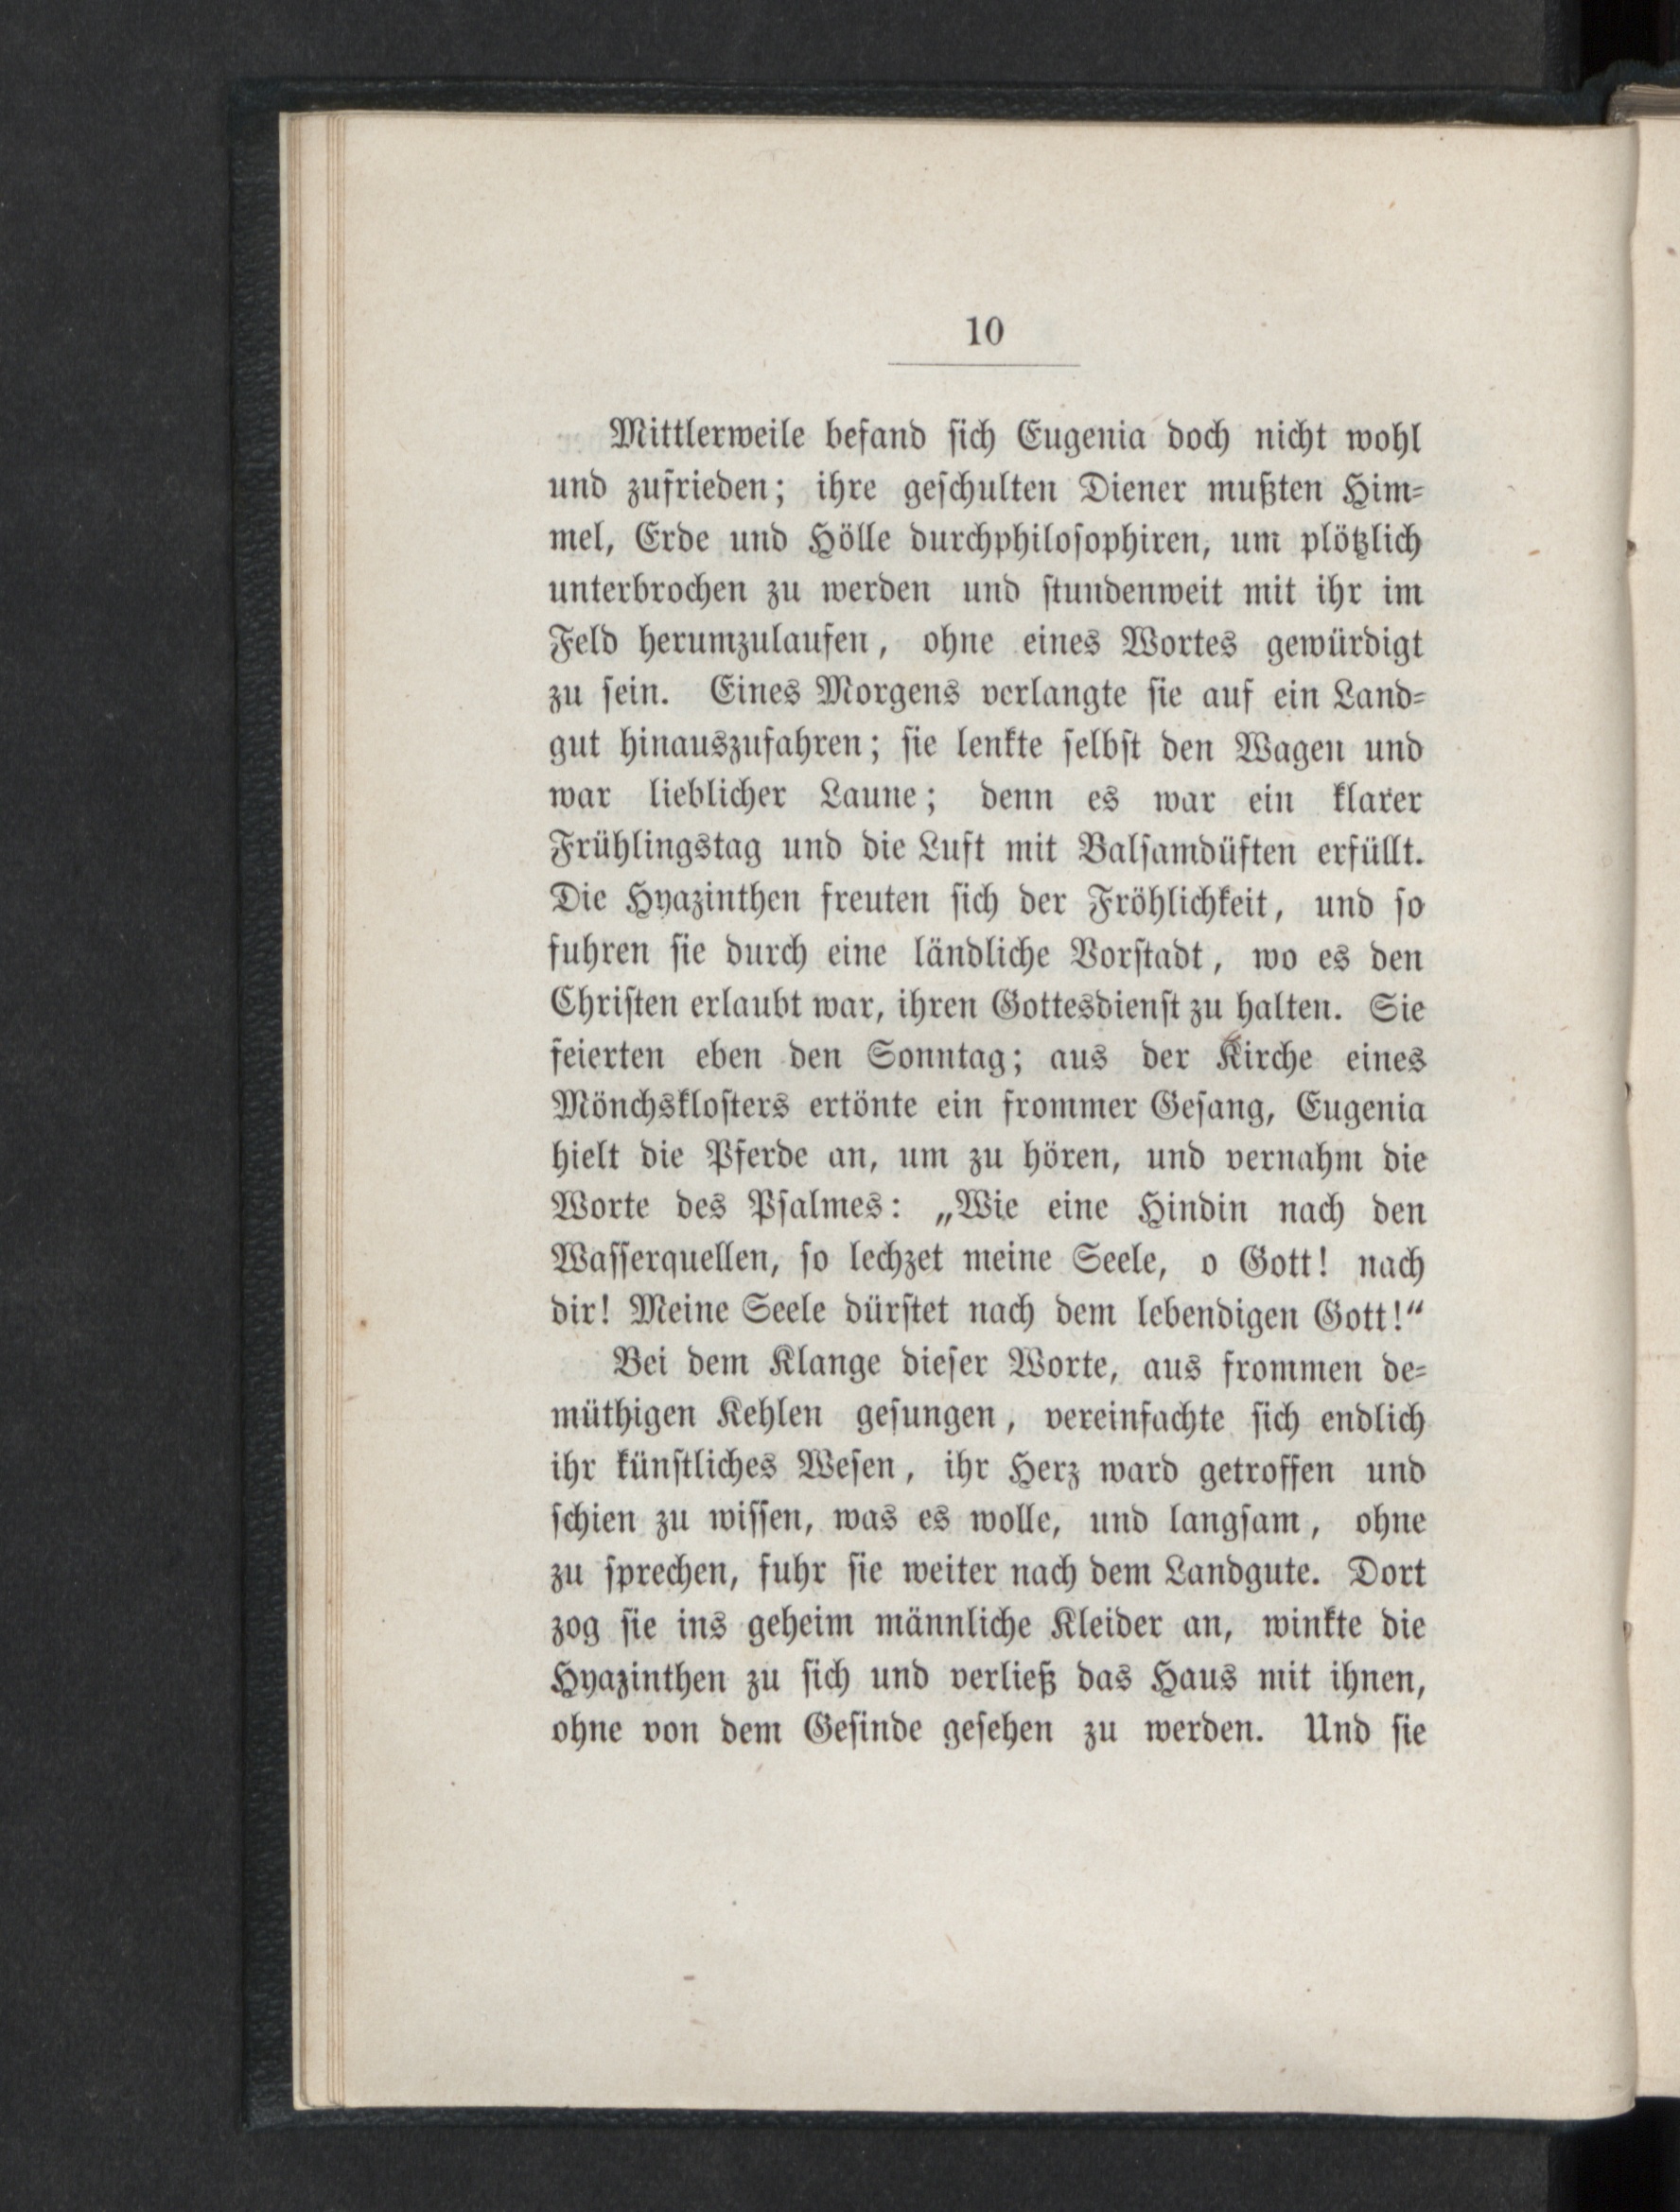 10
Mittlerweile befand sich Eugenia doch nicht wohl
und zufrieden; ihre geschulten Diener mußten Him-
mel, Erde und Hölle durchphilosophiren, um plötzlich
unterbrochen zu werden und stundenweit mit ihr im
Feld herumzulaufen, ohne eines Wortes gewürdigt
zu sein. Eines Morgens verlangte sie auf ein Land-
gut hinauszufahren; sie lenkte selbst den Wagen und
war lieblicher Laune; denn es war ein klarer
Frühlingstag und die Luft mit Balsamdüften erfüllt.
Die Hyazinthen freuten sich der Fröhlichkeit, und so
fuhren sie durch eine ländliche Vorstadt, wo es den
Christen erlaubt war, ihren Gottesdienst zu halten. Sie
feierten eben den Sonntag; aus der Kirche eines
Mönchsklosters ertönte ein frommer Gesang, Eugenia
hielt die Pferde an, um zu hören, und vernahm die
Worte des Psalmes: „Wie eine Hindin nach den
Wasserquellen, so lechzet meine Seele, o Gott! nach
dir! Meine Seele dürstet nach dem lebendigen Gott!“
Bei dem Klange dieser Worte, aus frommen de-
müthigen Kehlen gesungen, vereinfachte sich endlich
ihr künstliches Wesen, ihr Herz ward getroffen und
schien zu wissen, was es wolle, und langsam, ohne
zu sprechen, fuhr sie weiter nach dem Landgute. Dort
zog sie ins geheim männliche Kleider an, winkte die
Hyazinthen zu sich und verließ das Haus mit ihnen,
ohne von dem Gesinde gesehen zu werden. Und sie